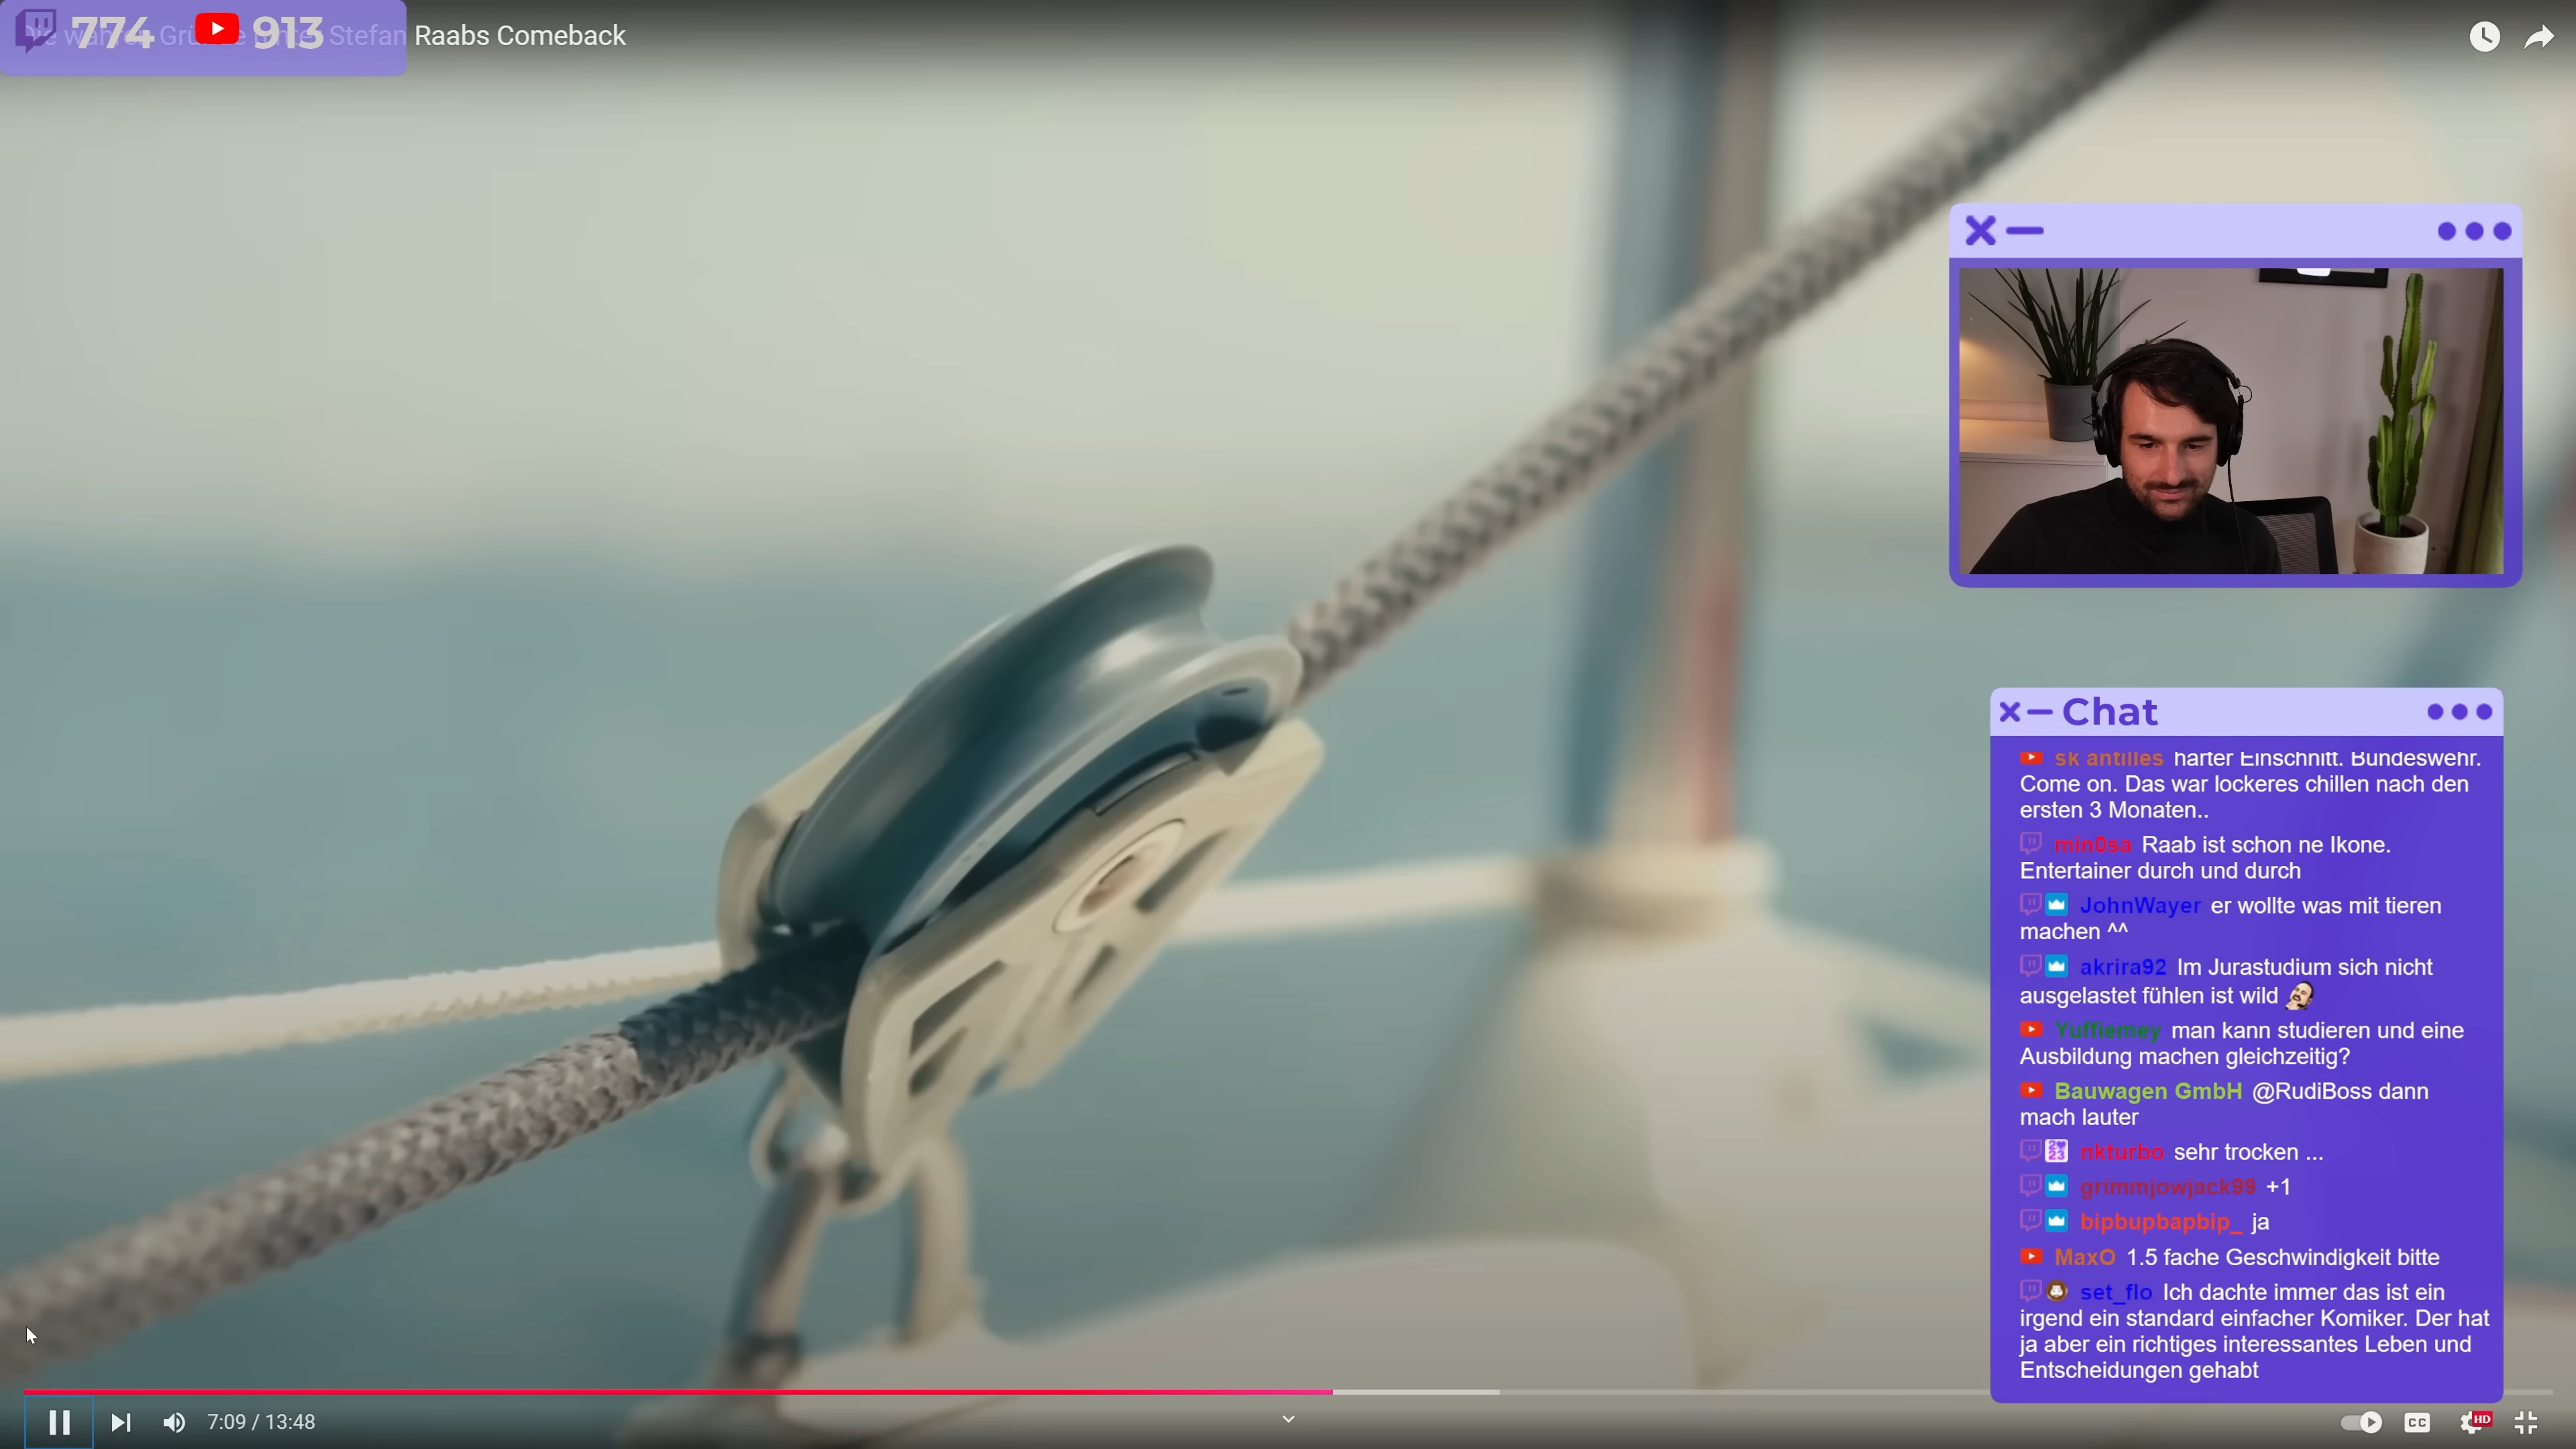 774 913 Stefan Raabs Comeback
Chat
sk antilles harter Einschnitt. Bundeswehr.
Come on. Das war lockeres chillen nach den
ersten 3 Monaten..
min0sa Raab ist schon ne Ikone.
Entertainer durch und durch
JohnWayer er wollte was mit tieren
machen ^^
akrira92 Im Jurastudium sich nicht
ausgelastet fühlen ist wild
Yuffiemey man kann studieren und eine
Ausbildung machen gleichzeitig?
Bauwagen GmbH @RudiBoss dann
mach lauter
nkturbo sehr trocken ...
grimmjowjack99 +1
bipbupbapbip_ ja
MaxO 1.5 fache Geschwindigkeit bitte
set_flo Ich dachte immer das ist ein
irgend ein standard einfacher Komiker. Der hat
ja aber ein richtiges interessantes Leben und
Entscheidungen gehabt
7:09 / 13:48
CC
HD